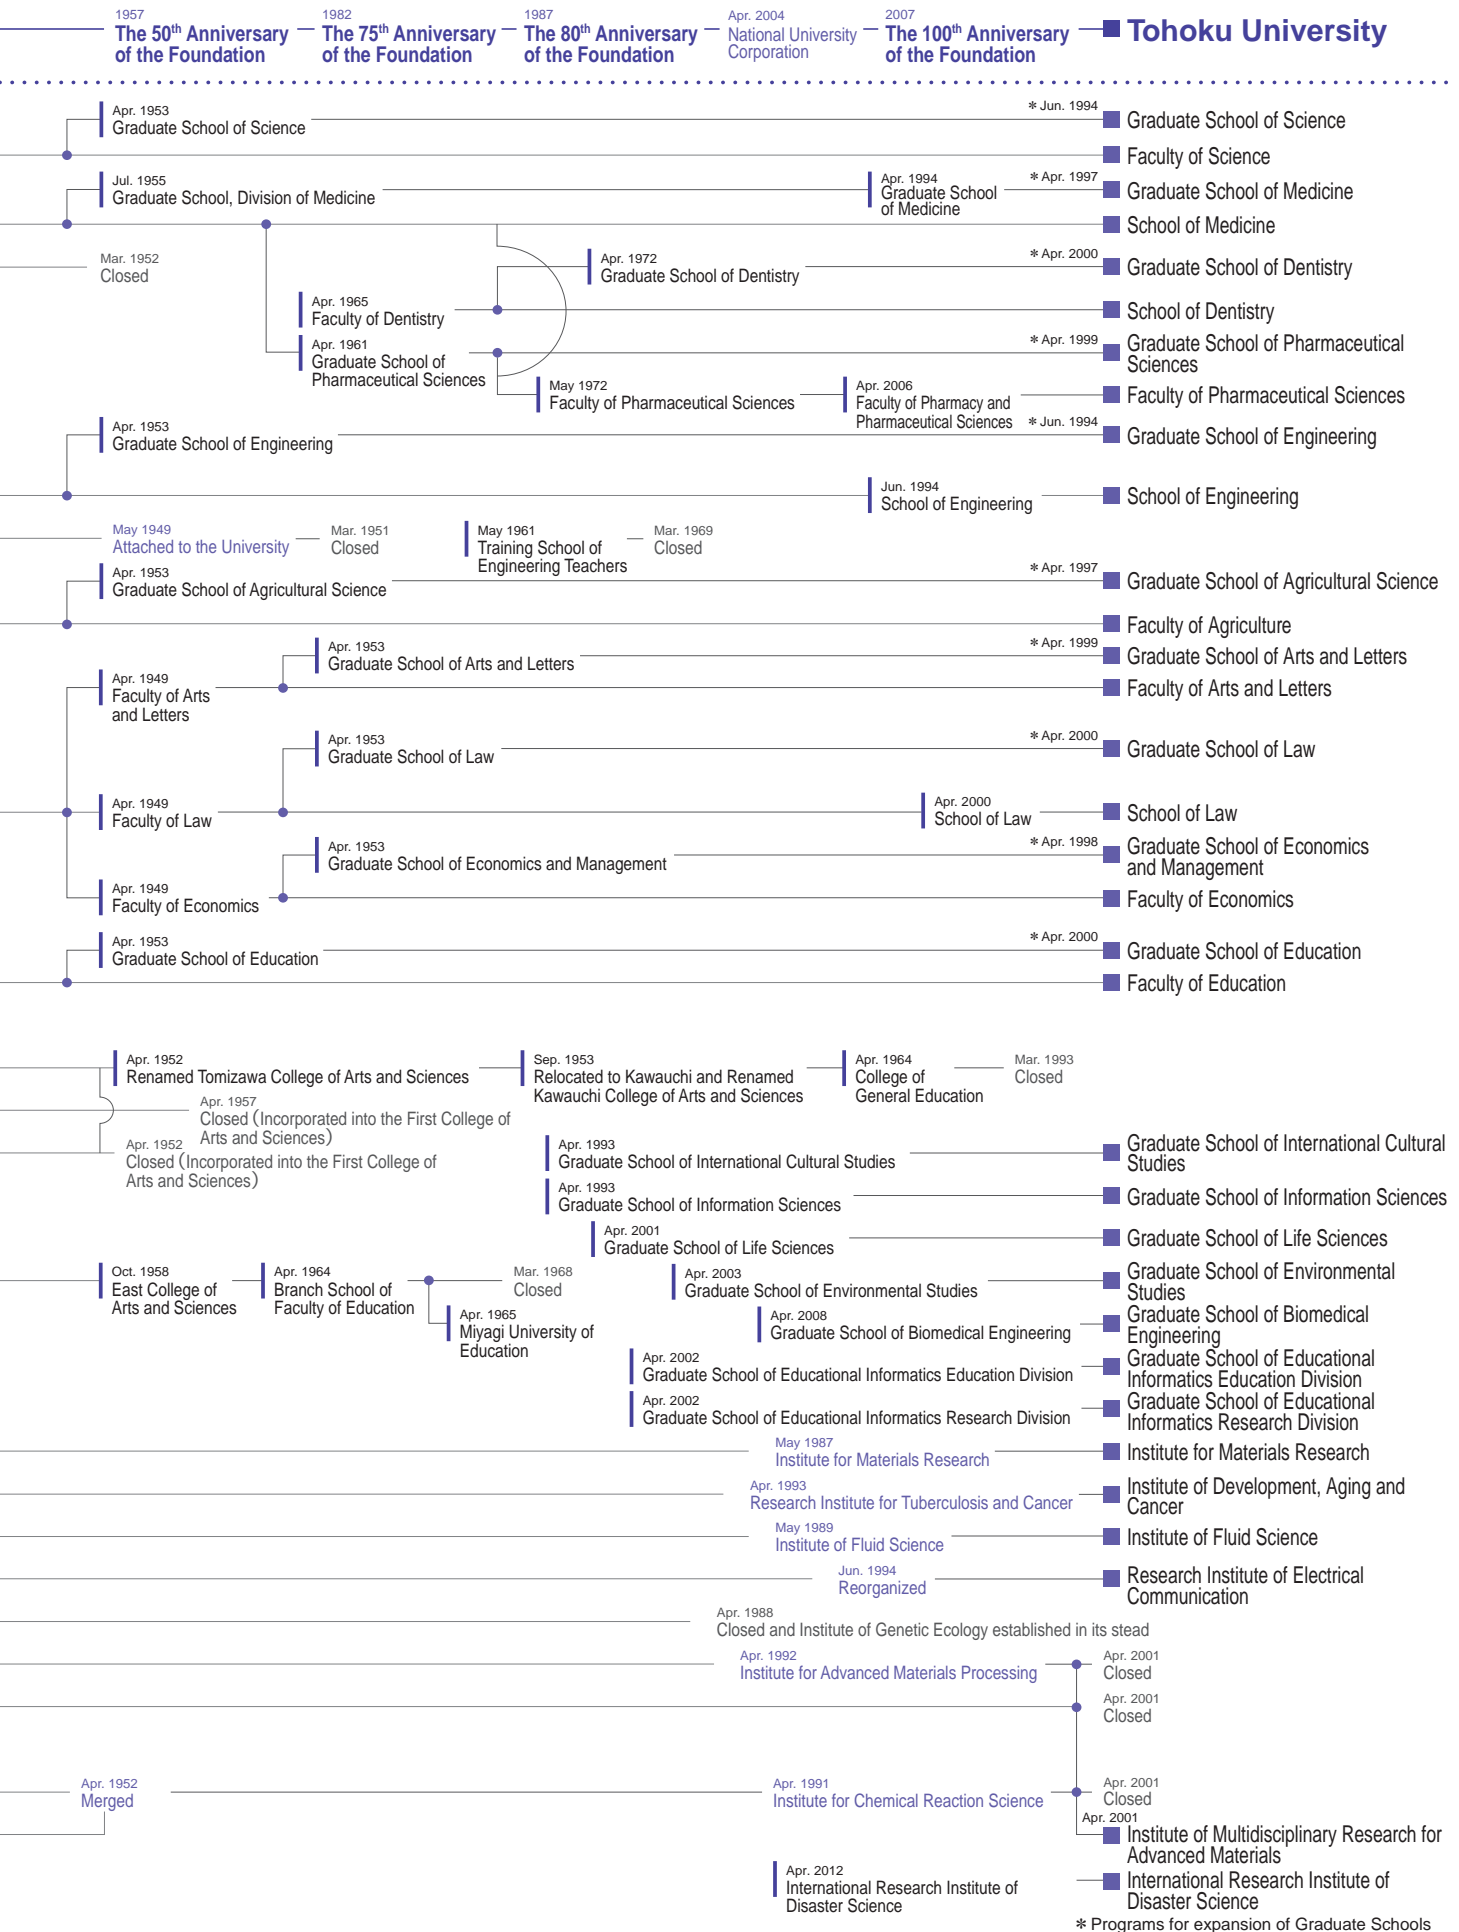 1957
The 50th Anniversary
of the Foundation
1982
The 75th Anniversary
of the Foundation
1987
The 80th Anniversary
of the Foundation
Apr. 2004
National University
Corporation
2007
The 100th Anniversary
of the Foundation
Tohoku University
Apr. 1953
Graduate School of Science
* Jun. 1994
Graduate School of Science
Faculty of Science
Jul. 1955
Graduate School, Division of Medicine
Apr. 1994
Graduate School
of Medicine
* Apr. 1997
Graduate School of Medicine
School of Medicine
Mar. 1952
Closed
Apr. 1972
Graduate School of Dentistry
* Apr. 2000
Graduate School of Dentistry
Apr. 1965
Faculty of Dentistry
School of Dentistry
Apr. 1961
Graduate School of
Pharmaceutical Sciences
* Apr. 1999
Graduate School of Pharmaceutical
Sciences
May 1972
Faculty of Pharmaceutical Sciences
Apr. 2006
Faculty of Pharmacy and
Pharmaceutical Sciences
Faculty of Pharmaceutical Sciences
Apr. 1953
Graduate School of Engineering
* Jun. 1994
Graduate School of Engineering
Jun. 1994
School of Engineering
School of Engineering
May 1949
Attached to the University
Mar. 1951
Closed
May 1961
Training School of
Engineering Teachers
Mar. 1969
Closed
Apr. 1953
Graduate School of Agricultural Science
* Apr. 1997
Graduate School of Agricultural Science
Faculty of Agriculture
Apr. 1953
Graduate School of Arts and Letters
* Apr. 1999
Graduate School of Arts and Letters
Apr. 1949
Faculty of Arts
and Letters
Faculty of Arts and Letters
Apr. 1953
Graduate School of Law
* Apr. 2000
Graduate School of Law
Apr. 1949
Faculty of Law
Apr. 2000
School of Law
School of Law
Apr. 1953
Graduate School of Economics and Management
* Apr. 1998
Graduate School of Economics
and Management
Apr. 1949
Faculty of Economics
Faculty of Economics
Apr. 1953
Graduate School of Education
* Apr. 2000
Graduate School of Education
Faculty of Education
Apr. 1952
Renamed Tomizawa College of Arts and Sciences
Sep. 1953
Relocated to Kawauchi and Renamed
Kawauchi College of Arts and Sciences
Apr. 1964
College of
General Education
Mar. 1993
Closed
Apr. 1957
Closed (Incorporated into the First College of
Arts and Sciences)
Apr. 1952
Closed (Incorporated into the First College of
Arts and Sciences)
Apr. 1993
Graduate School of International Cultural Studies
Graduate School of International Cultural
Studies
Apr. 1993
Graduate School of Information Sciences
Graduate School of Information Sciences
Apr. 2001
Graduate School of Life Sciences
Graduate School of Life Sciences
Oct. 1958
East College of
Arts and Sciences
Apr. 1964
Branch School of
Faculty of Education
Mar. 1968
Closed
Apr. 1965
Miyagi University of
Education
Apr. 2003
Graduate School of Environmental Studies
Graduate School of Environmental
Studies
Apr. 2008
Graduate School of Biomedical Engineering
Graduate School of Biomedical
Engineering
Apr. 2002
Graduate School of Educational Informatics Education Division
Graduate School of Educational
Informatics Education Division
Apr. 2002
Graduate School of Educational Informatics Research Division
Graduate School of Educational
Informatics Research Division
May 1987
Institute for Materials Research
Institute for Materials Research
Apr. 1993
Research Institute for Tuberculosis and Cancer
Institute of Development, Aging and
Cancer
May 1989
Institute of Fluid Science
Institute of Fluid Science
Jun. 1994
Reorganized
Research Institute of Electrical
Communication
Apr. 1988
Closed and Institute of Genetic Ecology established in its stead
Apr. 1992
Institute for Advanced Materials Processing
Apr. 2001
Closed
Apr. 2001
Closed
Apr. 1952
Merged
Apr. 1991
Institute for Chemical Reaction Science
Apr. 2001
Closed
Apr. 2001
Institute of Multidisciplinary Research for
Advanced Materials
Apr. 2012
International Research Institute of
Disaster Science
International Research Institute of
Disaster Science
* Programs for expansion of Graduate Schools